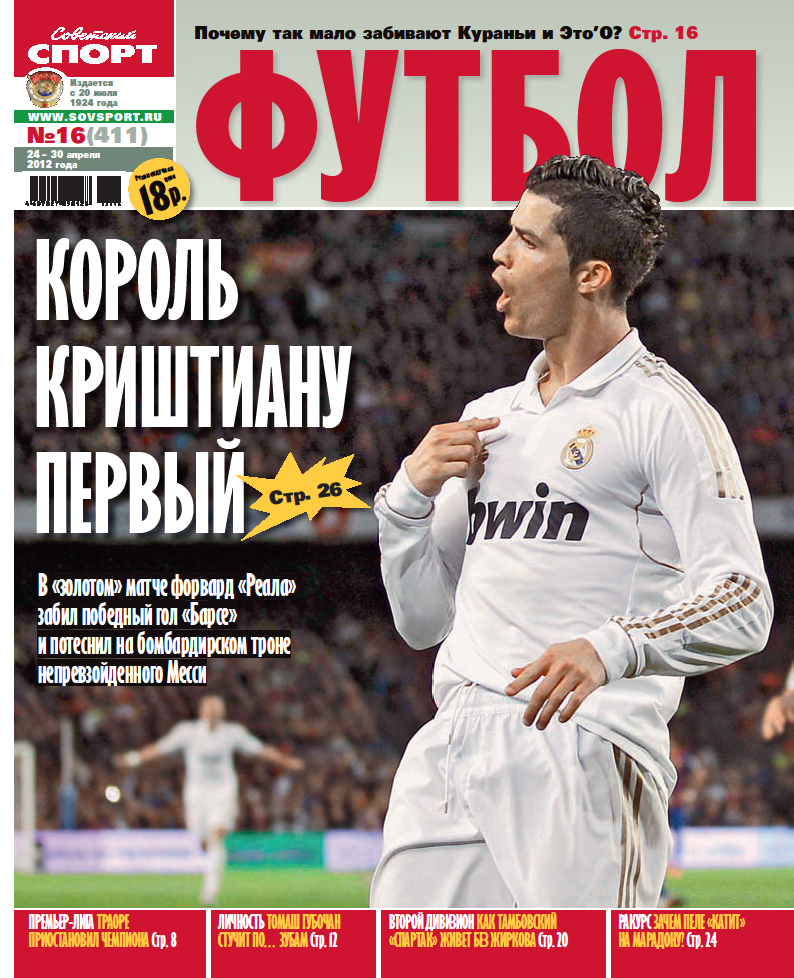 Почему так мало забивают Кураньи и Это’О? Стр. 16
Советский
СПОРТ
Издается
с 20 июля
1924 года
WWW.SOVSPORT.RU
№16(411)
24 – 30 апреля
2012 года
Рекомендуемая
цена
18р.
ФУТБОЛ
КОРОЛЬ
КРИШТИАНУ
ПЕРВЫЙ
Стр. 26
В «золотом» матче форвард «Реала»
забил победный гол «Барсе»
и потеснил на бомбардирском троне
непревзойденного Месси
bwin
ПРЕМЬЕР-ЛИГА ТРАОРЕ
ПРИОСТАНОВИЛ ЧЕМПИОНА Стр. 8
ЛИЧНОСТЬ ТОМАШ ГУБОЧАН
СТУЧИТ ПО... ЗУБАМ Стр. 12
ВТОРОЙ ДИВИЗИОН КАК ТАМБОВСКИЙ
«СПАРТАК» ЖИВЕТ БЕЗ ЖИРКОВА Стр. 20
РАКУРС ЗАЧЕМ ПЕЛЕ «КАТИТ»
НА МАРАДОНУ? Стр. 24